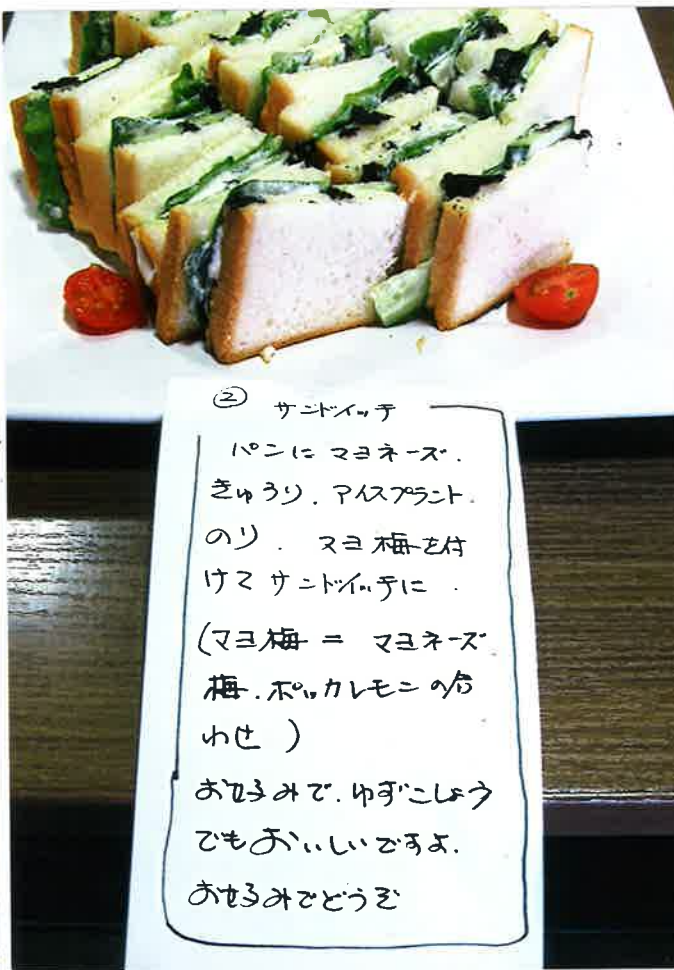 ② サンドイッチ
パンに マヨネーズ.
きゅうり. アイスプラント.
のり. マヨ梅を付
けて サンドイッチに.
(マヨ梅 = マヨネーズ
梅. ポッカレモンの合
わせ )
お好みで. ゆずこしょう
でもおいしいですよ.
お好みでどうぞ